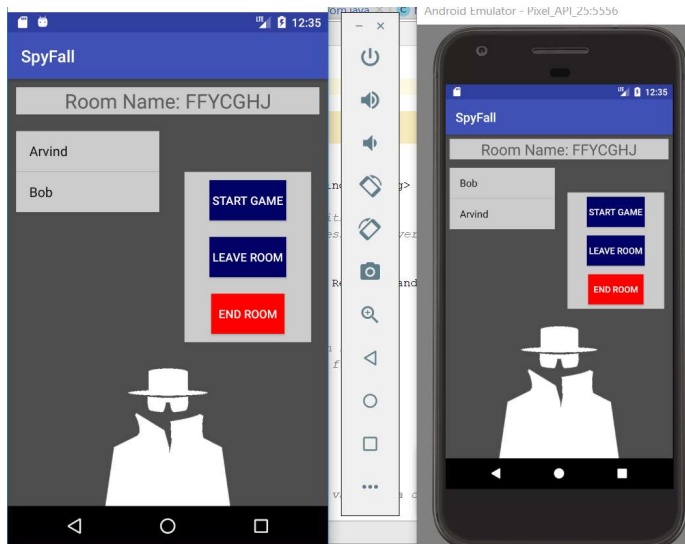 12:35
SpyFall
Room Name: FFYCGHJ
Arvind
Bob
START GAME
LEAVE ROOM
END ROOM
Android Emulator - Pixel_API_25:5556
12:35
SpyFall
Room Name: FFYCGHJ
Bob
Arvind
START GAME
LEAVE ROOM
END ROOM